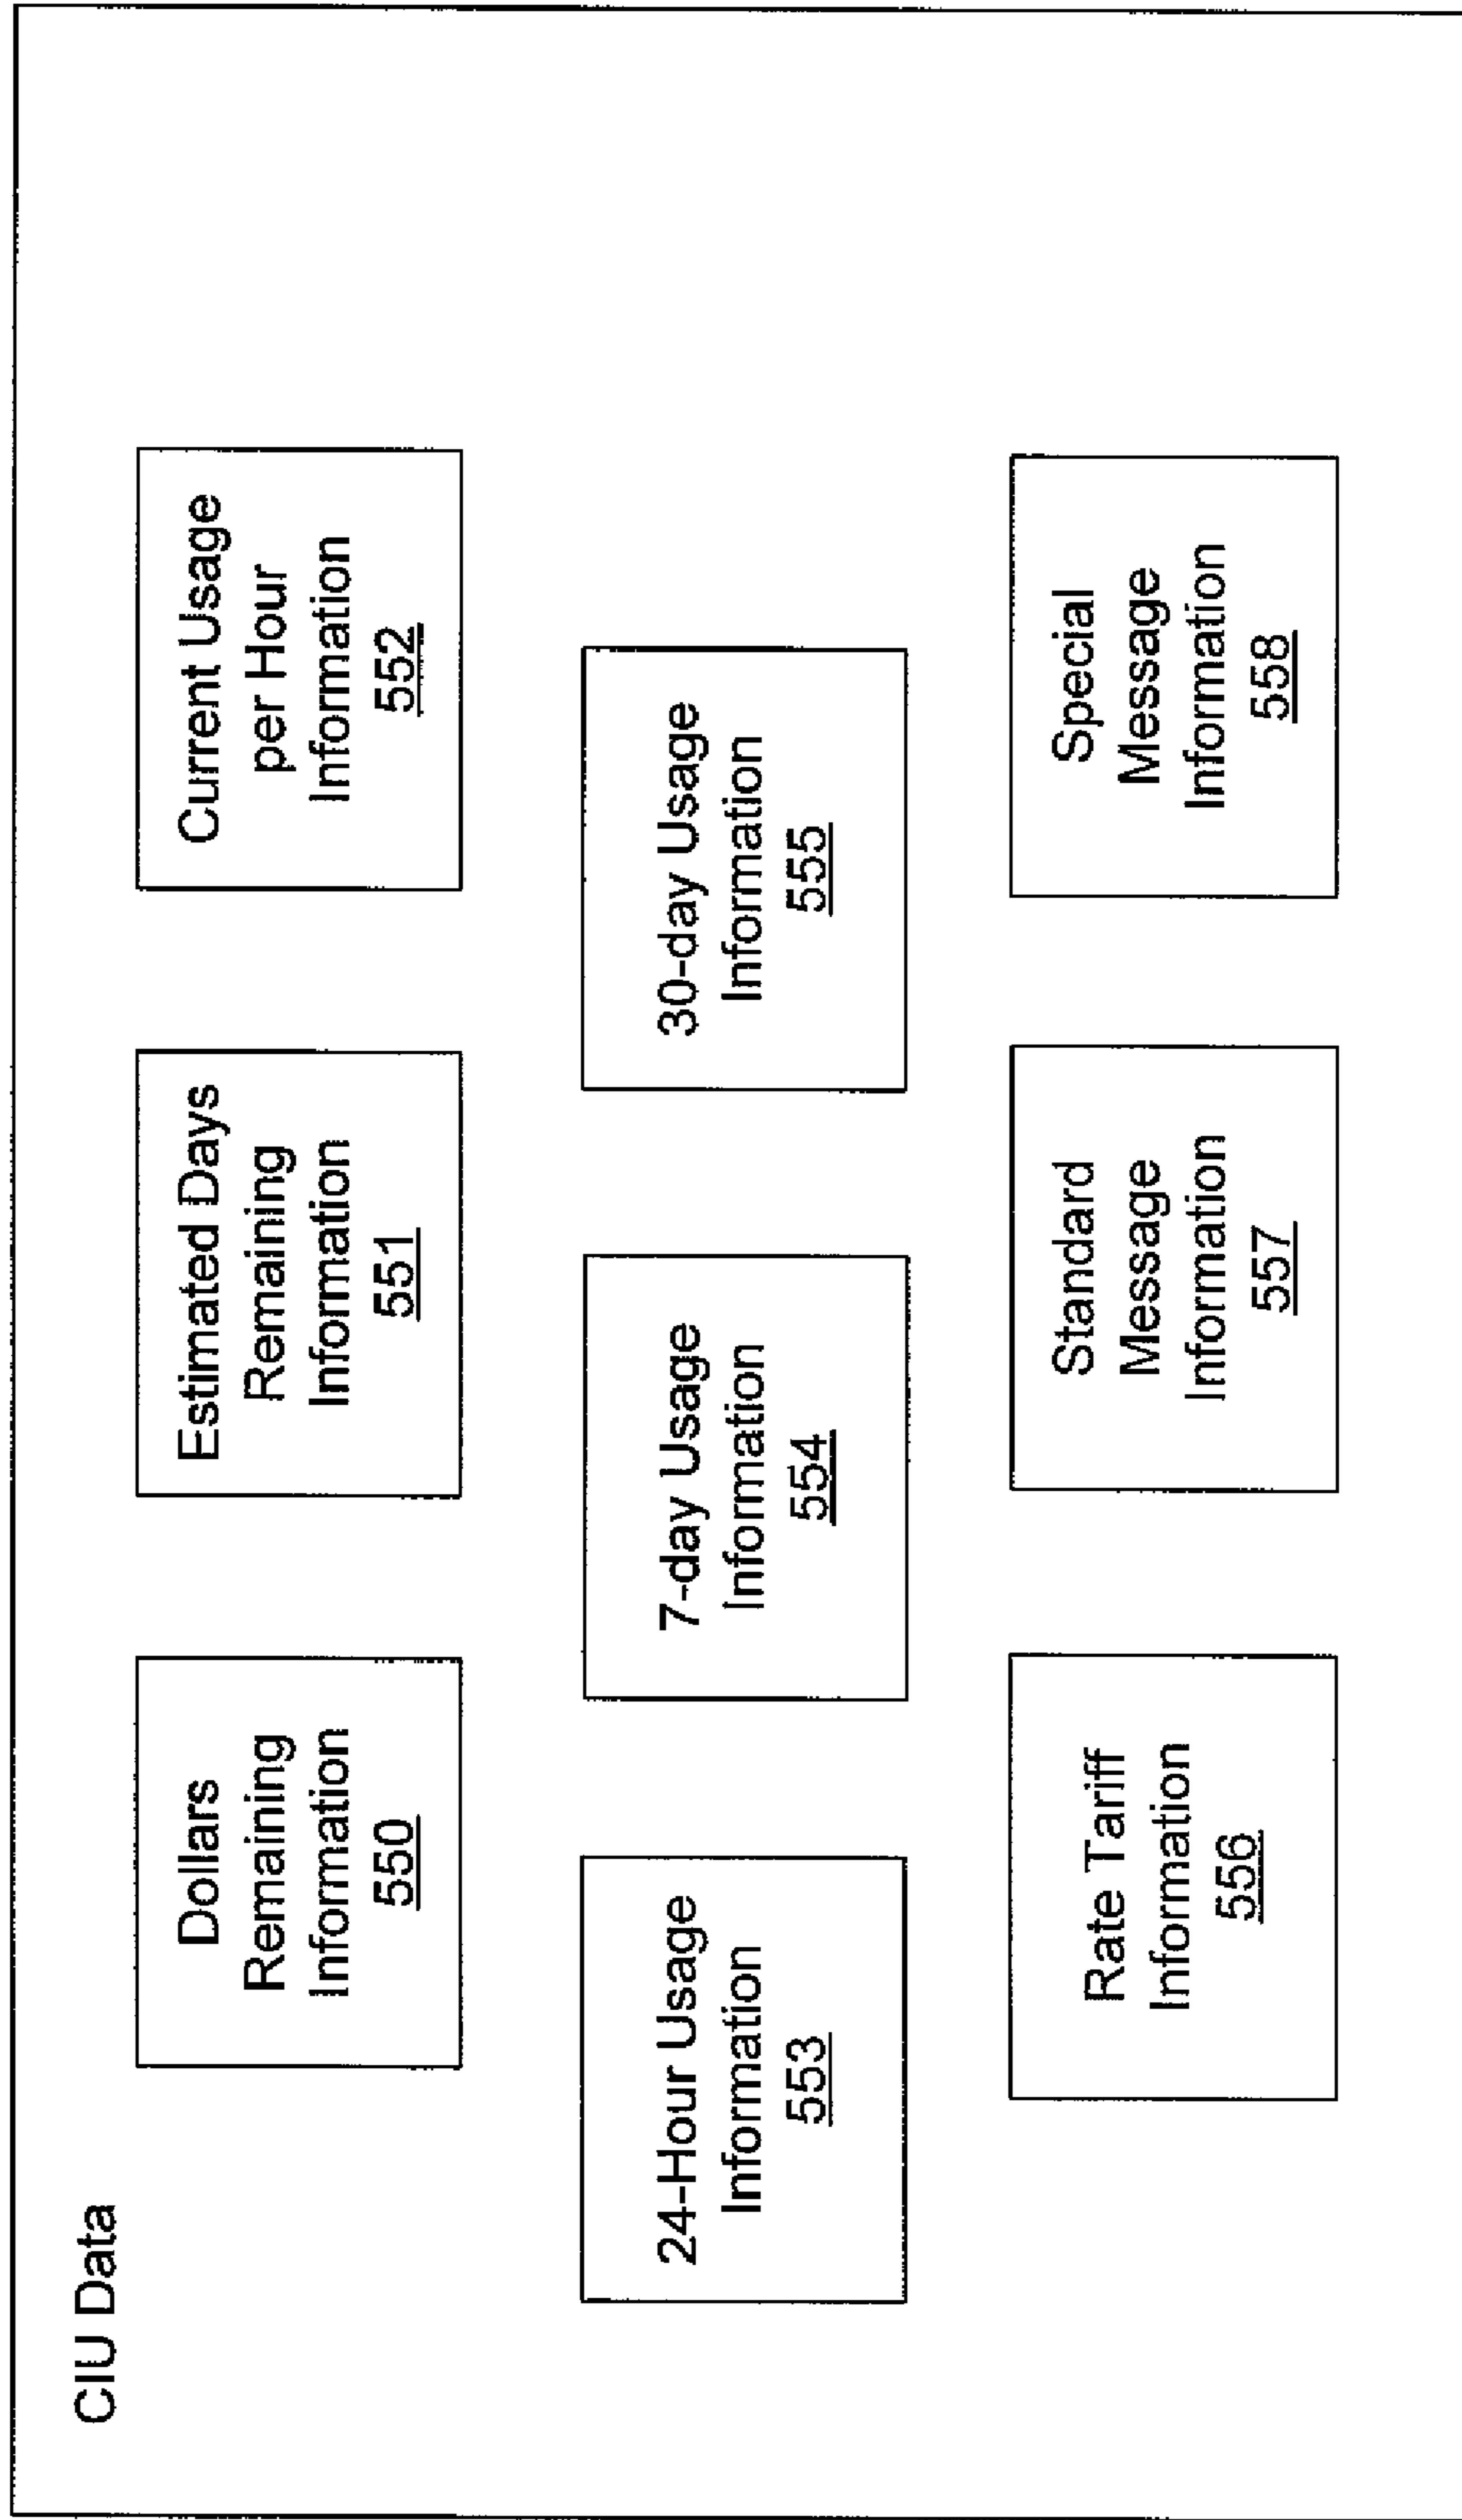 CIU Data
Dollars
Remaining
Information
550
Estimated Days
Remaining
Information
551
Current Usage
per Hour
Information
552
24-Hour Usage
Information
553
7-day Usage
Information
554
30-day Usage
Information
555
Rate Tariff
Information
556
Standard
Message
Information
557
Special
Message
Information
558